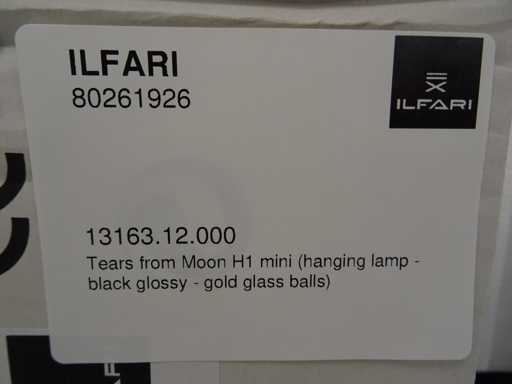 ILFARI
80261926
ILFARI
13163.12.000
Tears from Moon H1 mini (hanging lamp -
black glossy - gold glass balls)